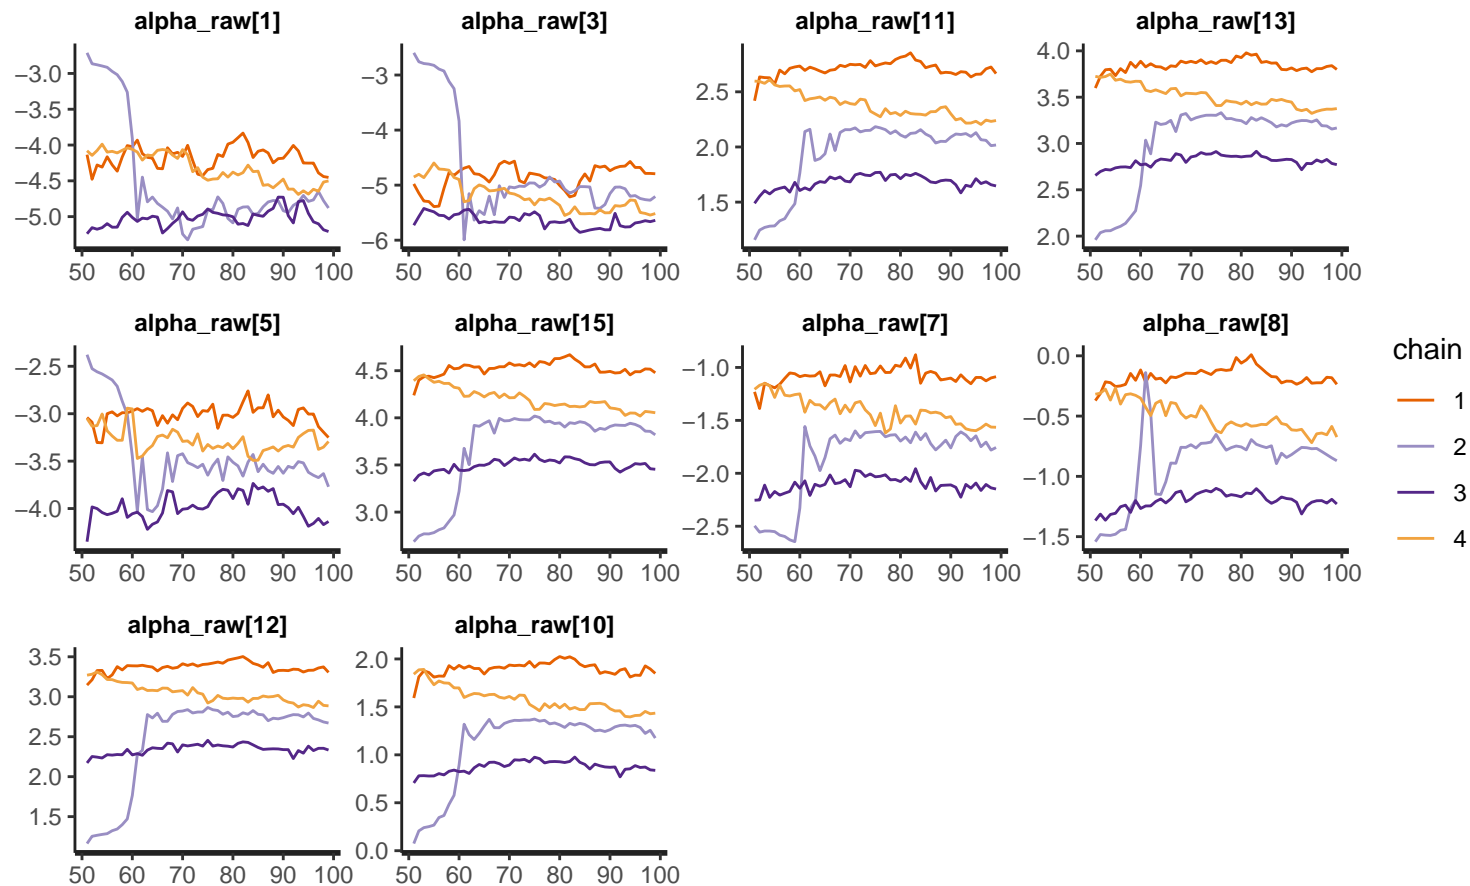 alpha_raw[1] alpha_raw[3] alpha_raw[11] alpha_raw[13]
−3.0 −3.5 −4.0 −4.5 −5.0
50 60 70 80 90 100
−3 −4 −5 −6
50 60 70 80 90 100
2.5 2.0 1.5
50 60 70 80 90 100
4.0 3.5 3.0 2.5 2.0
50 60 70 80 90 100
alpha_raw[5] alpha_raw[15] alpha_raw[7] alpha_raw[8]
−2.5 −3.0 −3.5 −4.0
50 60 70 80 90 100
4.5 4.0 3.5 3.0
50 60 70 80 90 100
−1.0 −1.5 −2.0 −2.5
50 60 70 80 90 100
0.0 −0.5 −1.0 −1.5
50 60 70 80 90 100
chain
1
2
3
4
alpha_raw[12] alpha_raw[10]
3.5 3.0 2.5 2.0 1.5
50 60 70 80 90 100
2.0 1.5 1.0 0.5 0.0
50 60 70 80 90 100